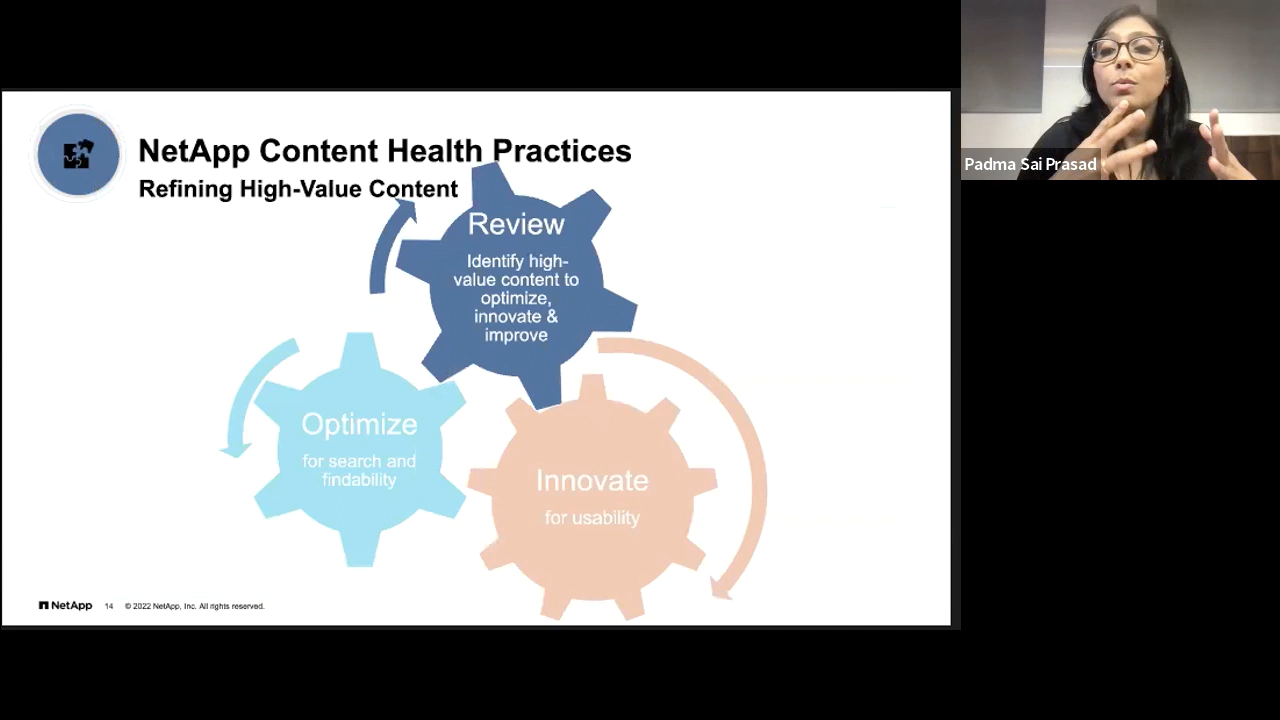 NetApp Content Health Practices
Refining High-Value Content
Review
Identify high-
value content to
optimize,
innovate &
improve
Optimize
for search and
findability
Innovate
for usability
NetApp 14 © 2022 NetApp, Inc. All rights reserved.
Padma Sai Prasad